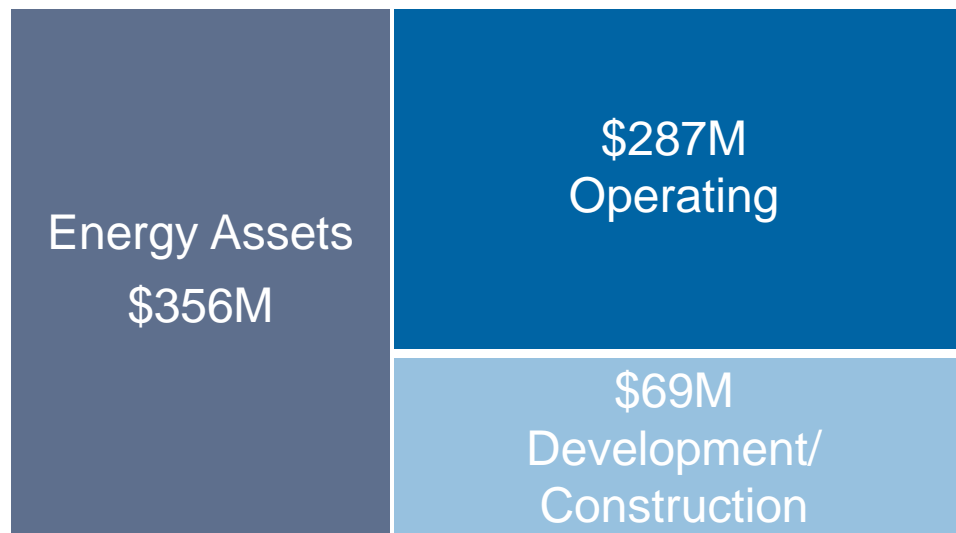 Energy Assets
$356M
$287M
Operating
$69M
Development/
Construction